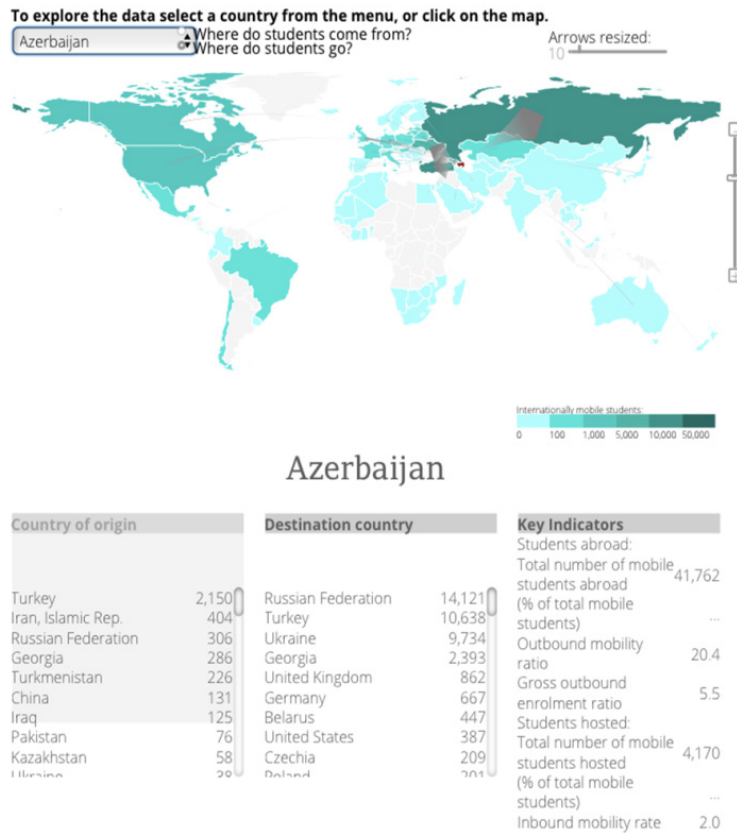 To explore the data select a country from the menu, or click on the map.
Azerbaijan
Where do students come from?
Where do students go?
Arrows resized:
10
Internationally mobile students:
0 100 1,000 5,000 10,000 50,000
Azerbaijan
Country of origin
Turkey 2,150
Iran, Islamic Rep. 404
Russian Federation 306
Georgia 286
Turkmenistan 226
China 131
Iraq 125
Pakistan 76
Kazakhstan 58
Ukraine 38
Destination country
Russian Federation 14,121
Turkey 10,638
Ukraine 9,734
Georgia 2,393
United Kingdom 862
Germany 667
Belarus 447
United States 387
Czechia 209
Poland 201
Key Indicators
Students abroad:
Total number of mobile
students abroad 41,762
(% of total mobile
students) ...
Outbound mobility
ratio 20.4
Gross outbound
enrolment ratio 5.5
Students hosted:
Total number of mobile
students hosted 4,170
(% of total mobile
students) ...
Inbound mobility rate 2.0